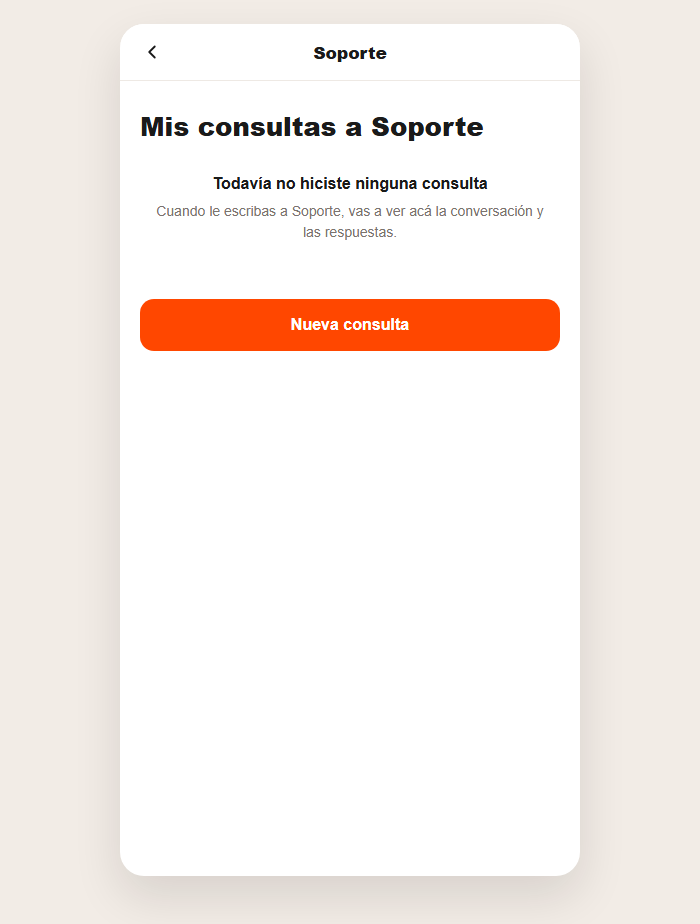 Soporte
Mis consultas a Soporte
Todavía no hiciste ninguna consulta
Cuando le escribas a Soporte, vas a ver acá la conversación y
las respuestas.
Nueva consulta